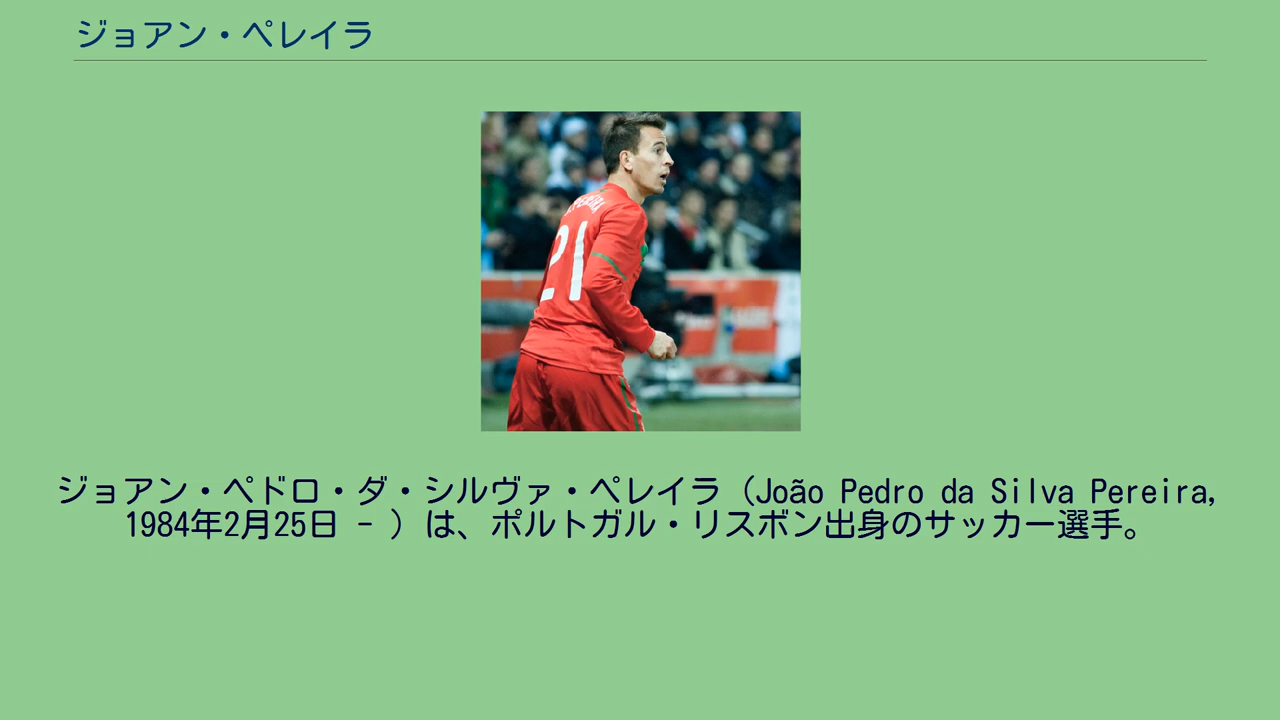 ジョアン・ペレイラ
21
ジョアン・ペドロ・ダ・シルヴァ・ペレイラ（João Pedro da Silva Pereira,
1984年2月25日 - ）は、ポルトガル・リスボン出身のサッカー選手。